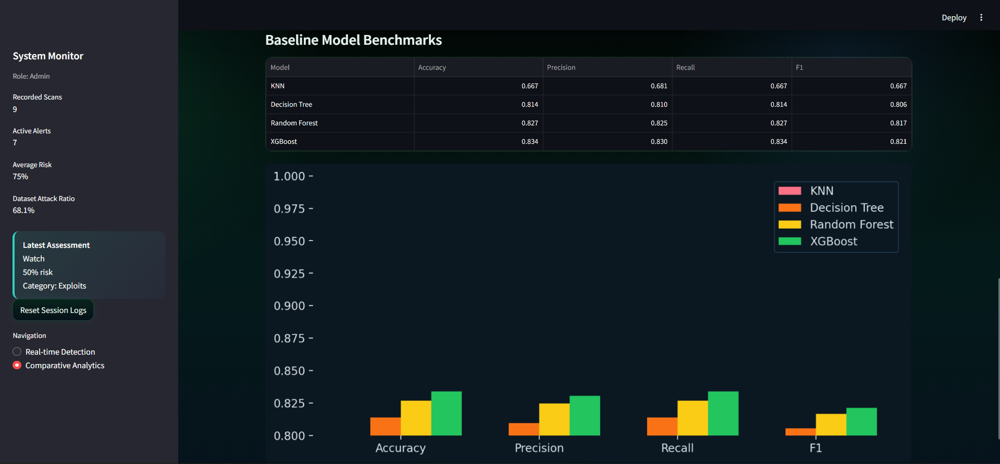 Deploy
System Monitor
Role: Admin
Recorded Scans
9
Active Alerts
7
Average Risk
75%
Dataset Attack Ratio
68.1%
Latest Assessment
Watch
50% risk
Category: Exploits
Reset Session Logs
Navigation
Real-time Detection
Comparative Analytics
Baseline Model Benchmarks
Model Accuracy Precision Recall F1
KNN 0.667 0.681 0.667 0.667
Decision Tree 0.814 0.810 0.814 0.806
Random Forest 0.827 0.825 0.827 0.817
XGBoost 0.834 0.830 0.834 0.821
1.000
0.975
0.950
0.925
0.900
0.875
0.850
0.825
0.800
KNN
Decision Tree
Random Forest
XGBoost
Accuracy Precision Recall F1